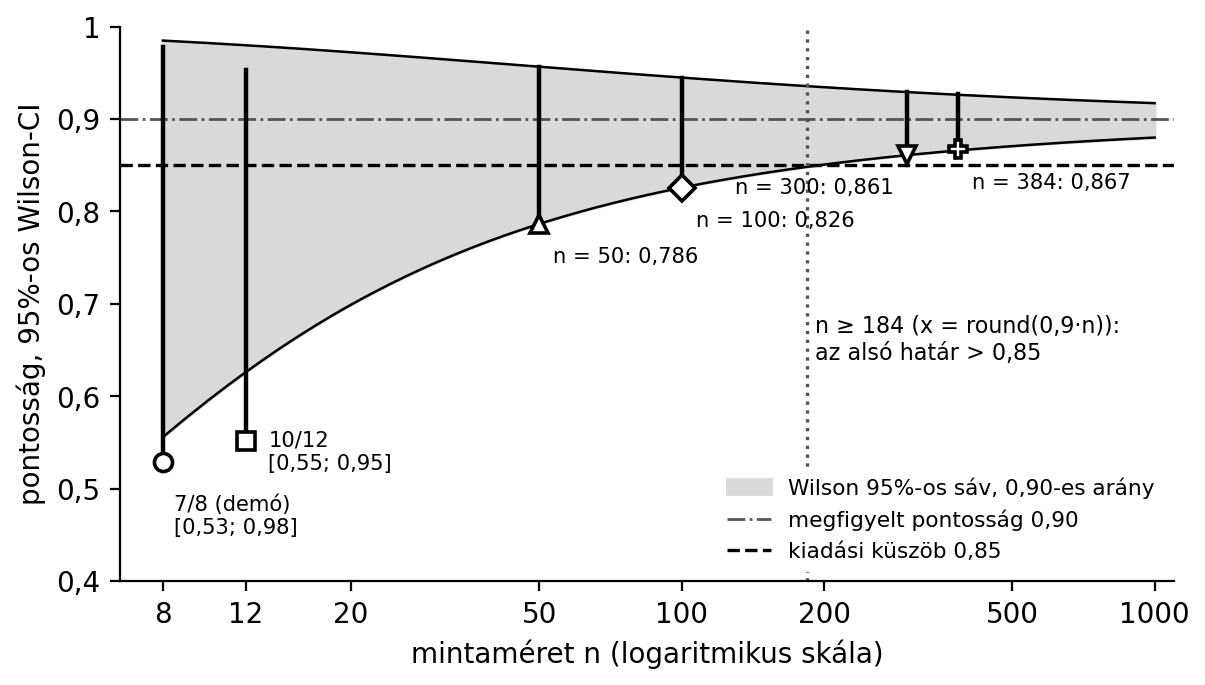 pontosság, 95%-os Wilson-CI
1
0,9
0,8
0,7
0,6
0,5
0,4
n = 300: 0,861
n = 384: 0,867
n = 100: 0,826
n = 50: 0,786
n ≥ 184 (x = round(0,9·n)):
az alsó határ > 0,85
10/12
[0,55; 0,95]
7/8 (demó)
[0,53; 0,98]
Wilson 95%-os sáv, 0,90-es arány
megfigyelt pontosság 0,90
kiadási küszöb 0,85
8 12 20 50 100 200 500 1000
mintaméret n (logaritmikus skála)